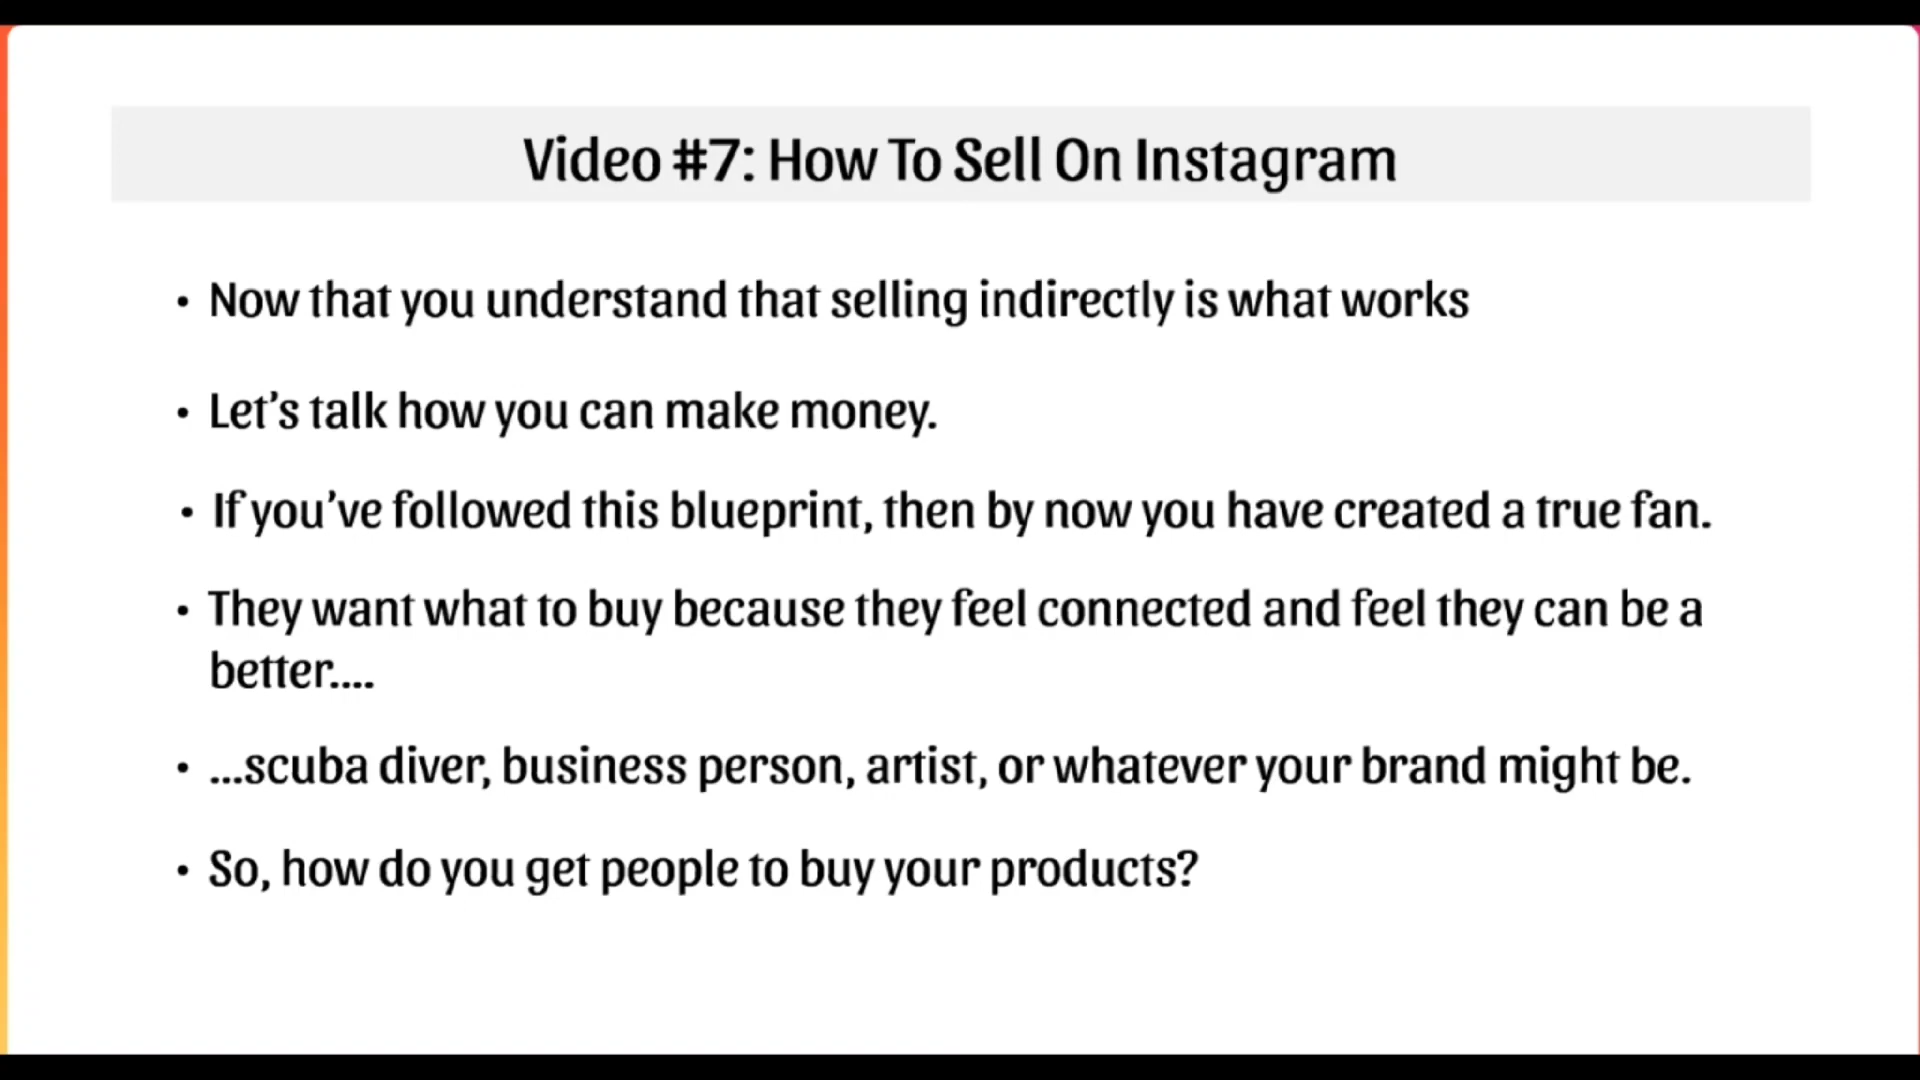 Video #7: How To Sell On Instagram
• Now that you understand that selling indirectly is what works
• Let’s talk how you can make money.
• If you’ve followed this blueprint, then by now you have created a true fan.
• They want what to buy because they feel connected and feel they can be a
better....
• ...scuba diver, business person, artist, or whatever your brand might be.
• So, how do you get people to buy your products?